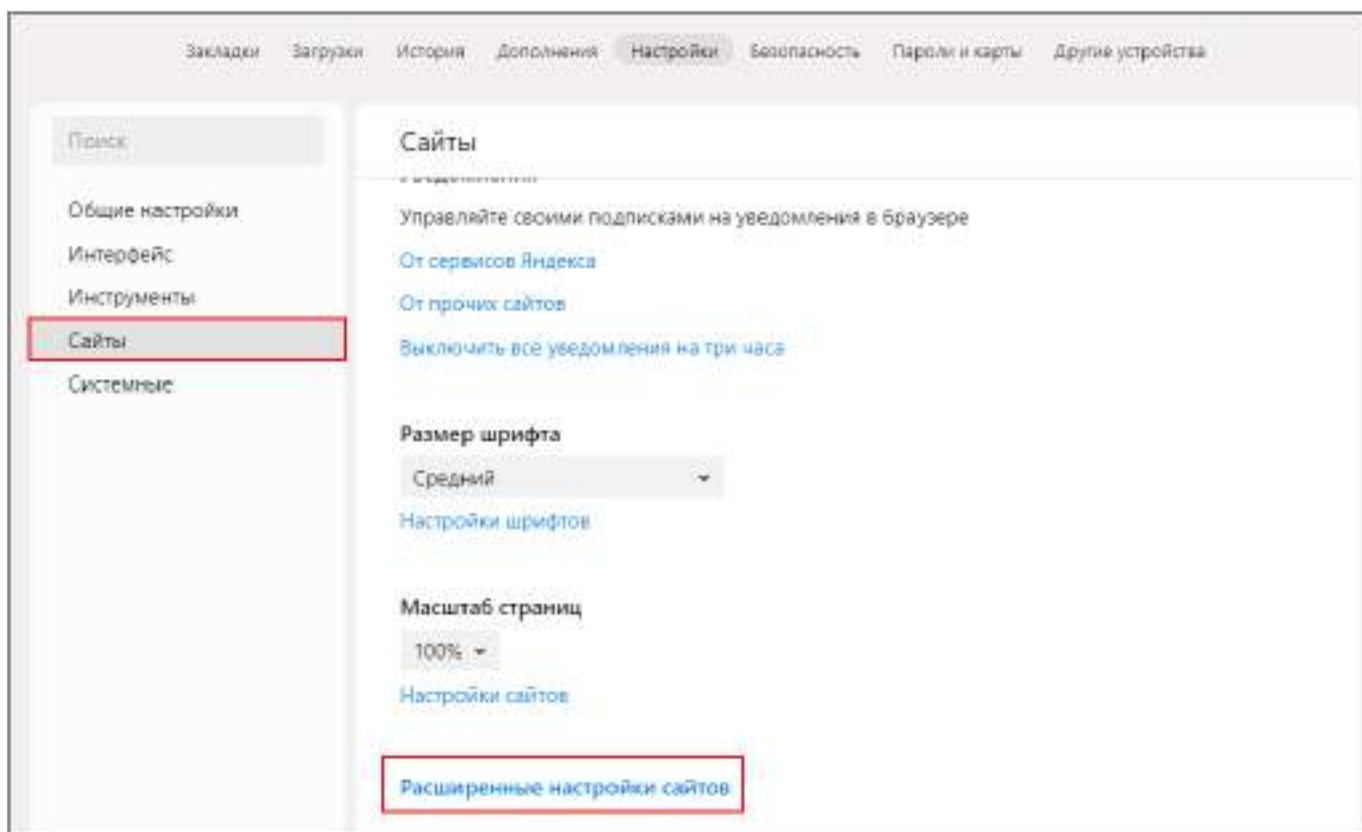 Закладки Загрузки История Дополнения Настройки Безопасность Пароли и карты Другие устройства
Поиск
Общие настройки
Интерфейс
Инструменты
Сайты
Системные
Сайты
Управляйте своими подписками на уведомления в браузере
От сервисов Яндекса
От прочих сайтов
Выключить все уведомления на три часа
Размер шрифта
Средний
Настройки шрифтов
Масштаб страниц
100%
Настройки сайтов
Расширенные настройки сайтов